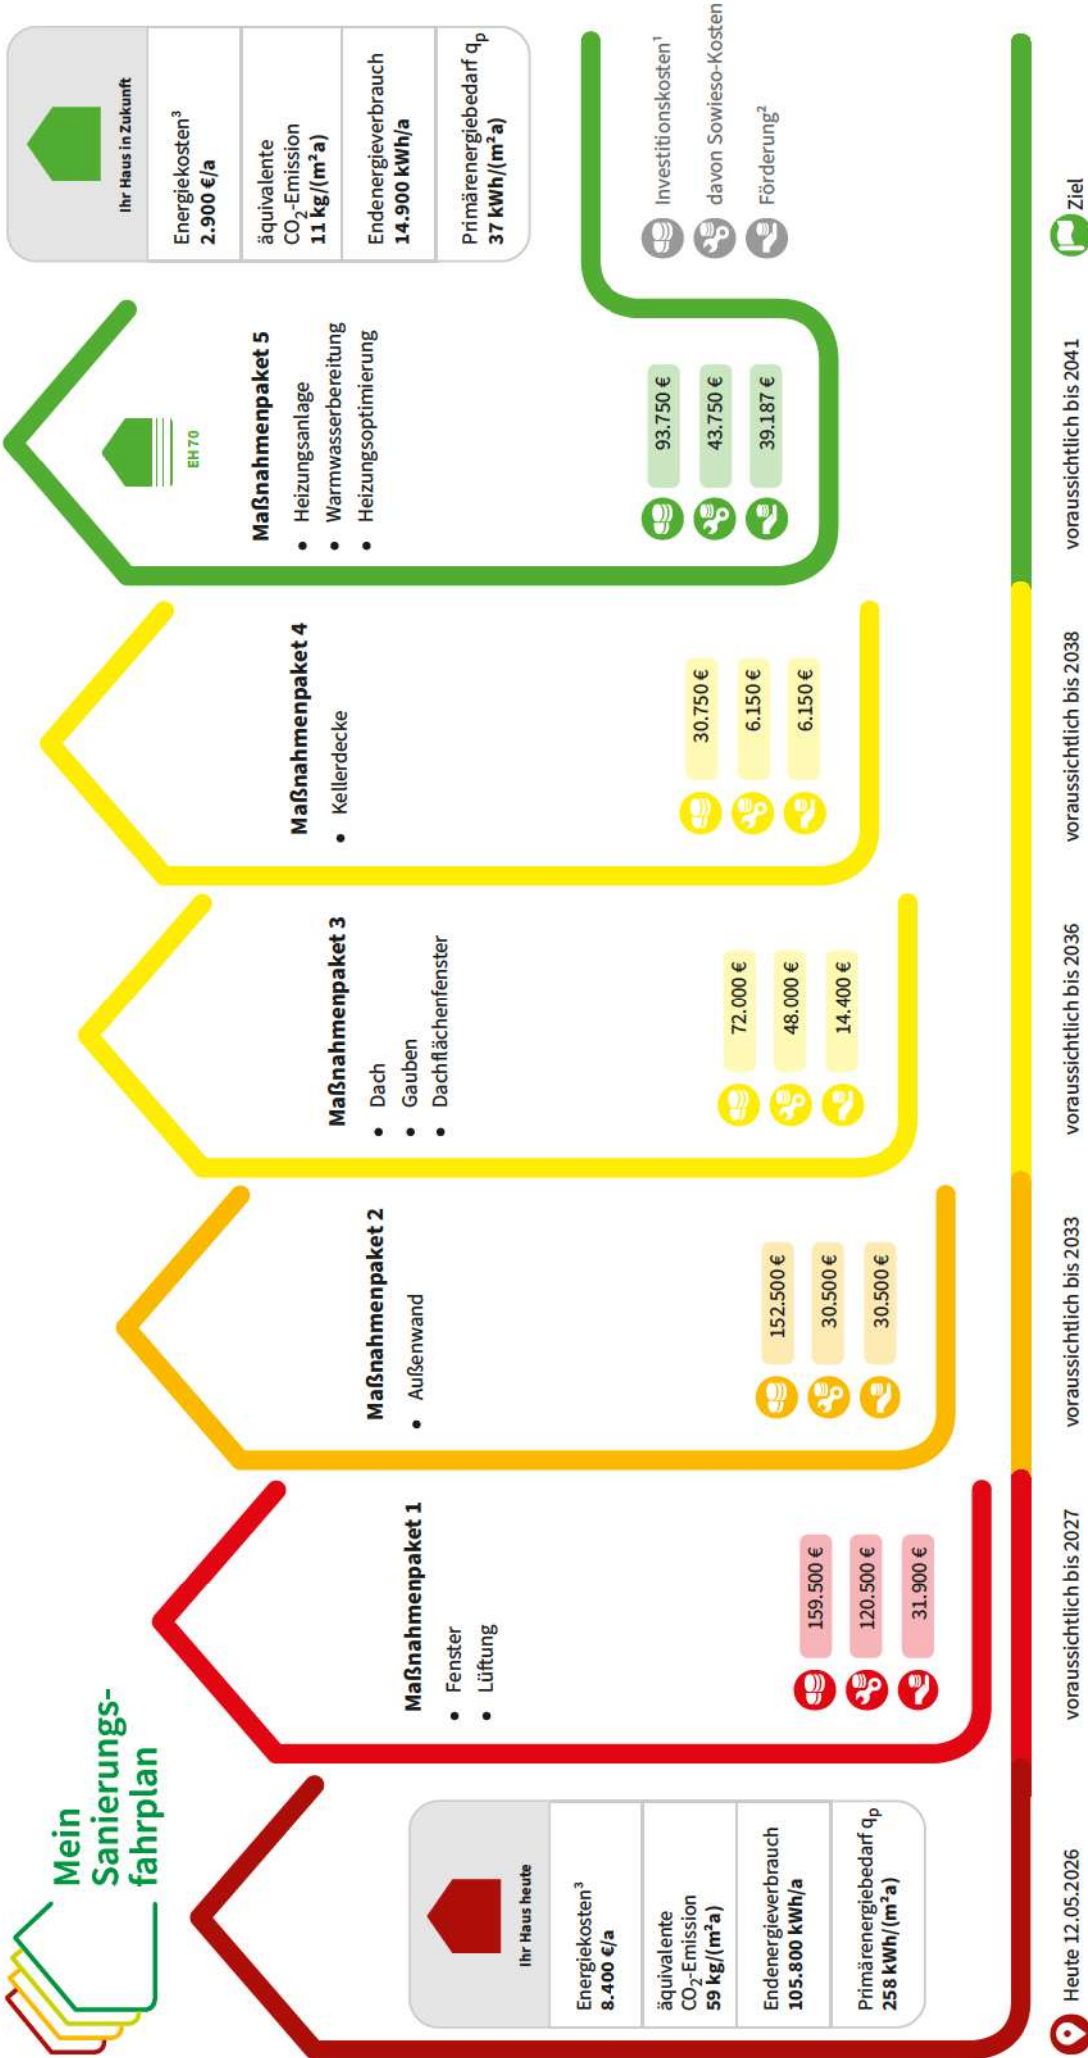 Mein
Sanierungs-
fahrplan
Ihr Haus heute
Energiekosten³
8.400 €/a
äquivalente
CO₂-Emission
59 kg/(m²a)
Endenergieverbrauch
105.800 kWh/a
Primärenergiebedarf qₚ
258 kWh/(m²a)
Maßnahmenpaket 1
• Fenster
• Lüftung
159.500 €
120.500 €
31.900 €
Maßnahmenpaket 2
• Außenwand
152.500 €
30.500 €
30.500 €
Maßnahmenpaket 3
• Dach
• Gauben
• Dachflächenfenster
72.000 €
48.000 €
14.400 €
Maßnahmenpaket 4
• Kellerdecke
30.750 €
6.150 €
6.150 €
EH 70
Maßnahmenpaket 5
• Heizungsanlage
• Warmwasserbereitung
• Heizungsoptimierung
93.750 €
43.750 €
39.187 €
Ihr Haus in Zukunft
Energiekosten³
2.900 €/a
äquivalente
CO₂-Emission
11 kg/(m²a)
Endenergieverbrauch
14.900 kWh/a
Primärenergiebedarf qₚ
37 kWh/(m²a)
Investitionskosten¹
davon Sowieso-Kosten
Förderung²
Heute 12.05.2026
voraussichtlich bis 2027
voraussichtlich bis 2033
voraussichtlich bis 2036
voraussichtlich bis 2038
voraussichtlich bis 2041
Ziel